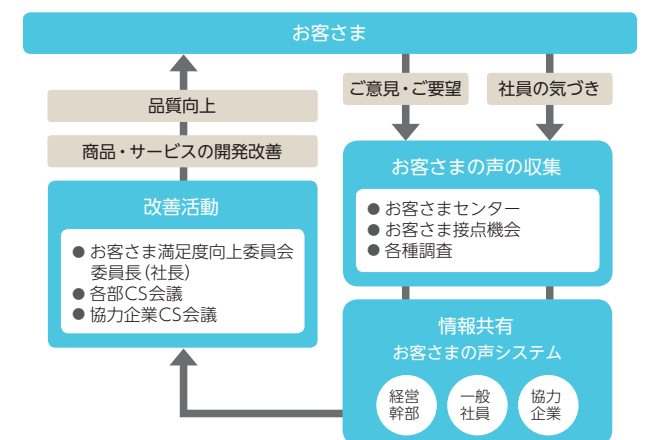 お客さま
ご意見・ご要望
社員の気づき
お客さまの声の収集
● お客さまセンター
● お客さま接点機会
● 各種調査
情報共有
お客さまの声システム
経営
幹部
一般
社員
協力
企業
改善活動
● お客さま満足度向上委員会
委員長(社長)
● 各部CS会議
● 協力企業CS会議
商品・サービスの開発改善
品質向上